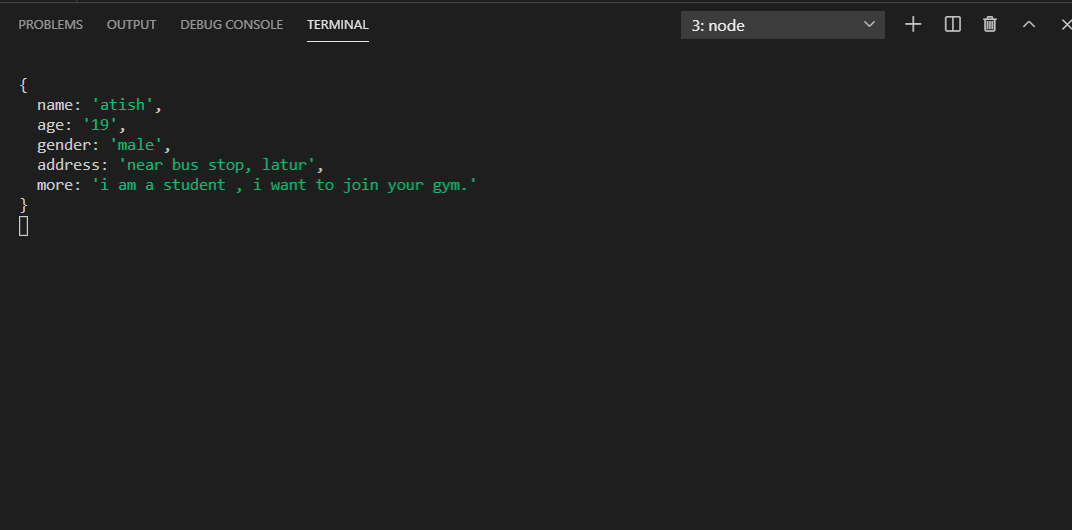 PROBLEMS OUTPUT DEBUG CONSOLE TERMINAL 3: node
{
name: 'atish',
age: '19',
gender: 'male',
address: 'near bus stop, latur',
more: 'i am a student , i want to join your gym.'
}